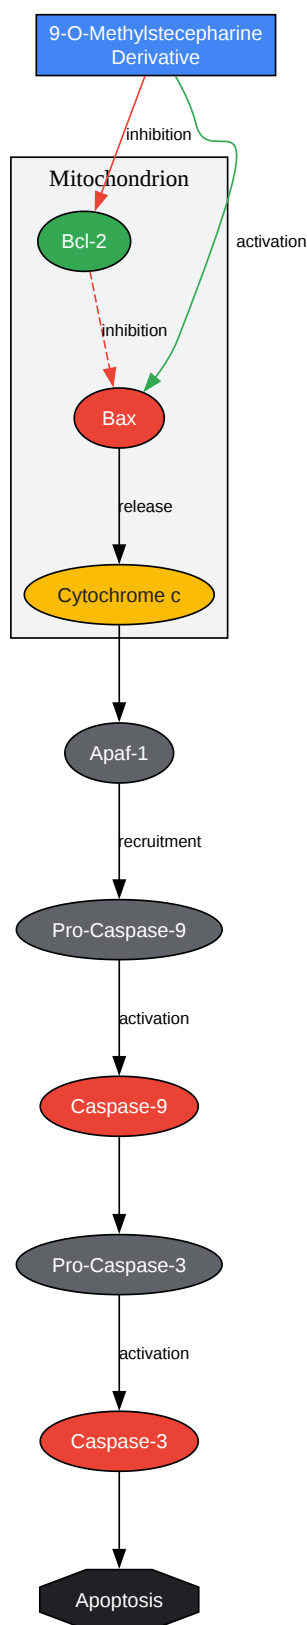 9-O-Methylstecepharine
Derivative
inhibition
Mitochondrion
Bcl-2
activation
inhibition
Bax
release
Cytochrome c
Apaf-1
recruitment
Pro-Caspase-9
activation
Caspase-9
Pro-Caspase-3
activation
Caspase-3
Apoptosis